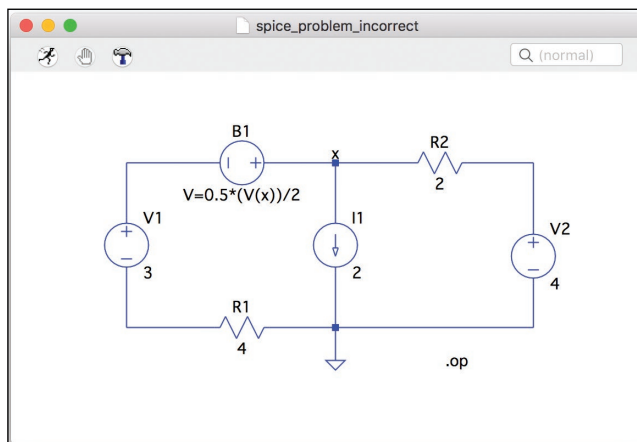 spice_problem_incorrect
(normal)
B1
x
R2
V=0.5*(V(x))/2
2
V1
I1
V2
3
2
4
R1
4
.op